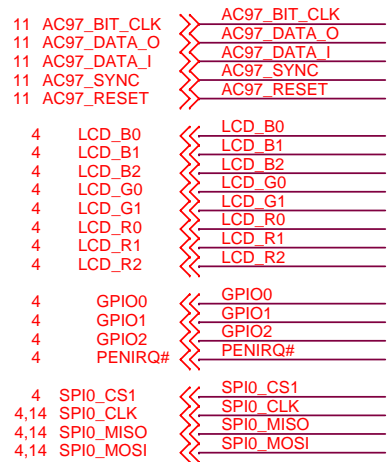 11 AC97_BIT_CLK AC97_BIT_CLK
11 AC97_DATA_O AC97_DATA_O
11 AC97_DATA_I AC97_DATA_I
11 AC97_SYNC AC97_SYNC
11 AC97_RESET AC97_RESET
4 LCD_B0 LCD_B0
4 LCD_B1 LCD_B1
4 LCD_B2 LCD_B2
4 LCD_G0 LCD_G0
4 LCD_G1 LCD_G1
4 LCD_R0 LCD_R0
4 LCD_R1 LCD_R1
4 LCD_R2 LCD_R2
4 GPIO0 GPIO0
4 GPIO1 GPIO1
4 GPIO2 GPIO2
4 PENIRQ# PENIRQ#
4 SPI0_CS1 SPI0_CS1
4,14 SPI0_CLK SPI0_CLK
4,14 SPI0_MISO SPI0_MISO
4,14 SPI0_MOSI SPI0_MOSI